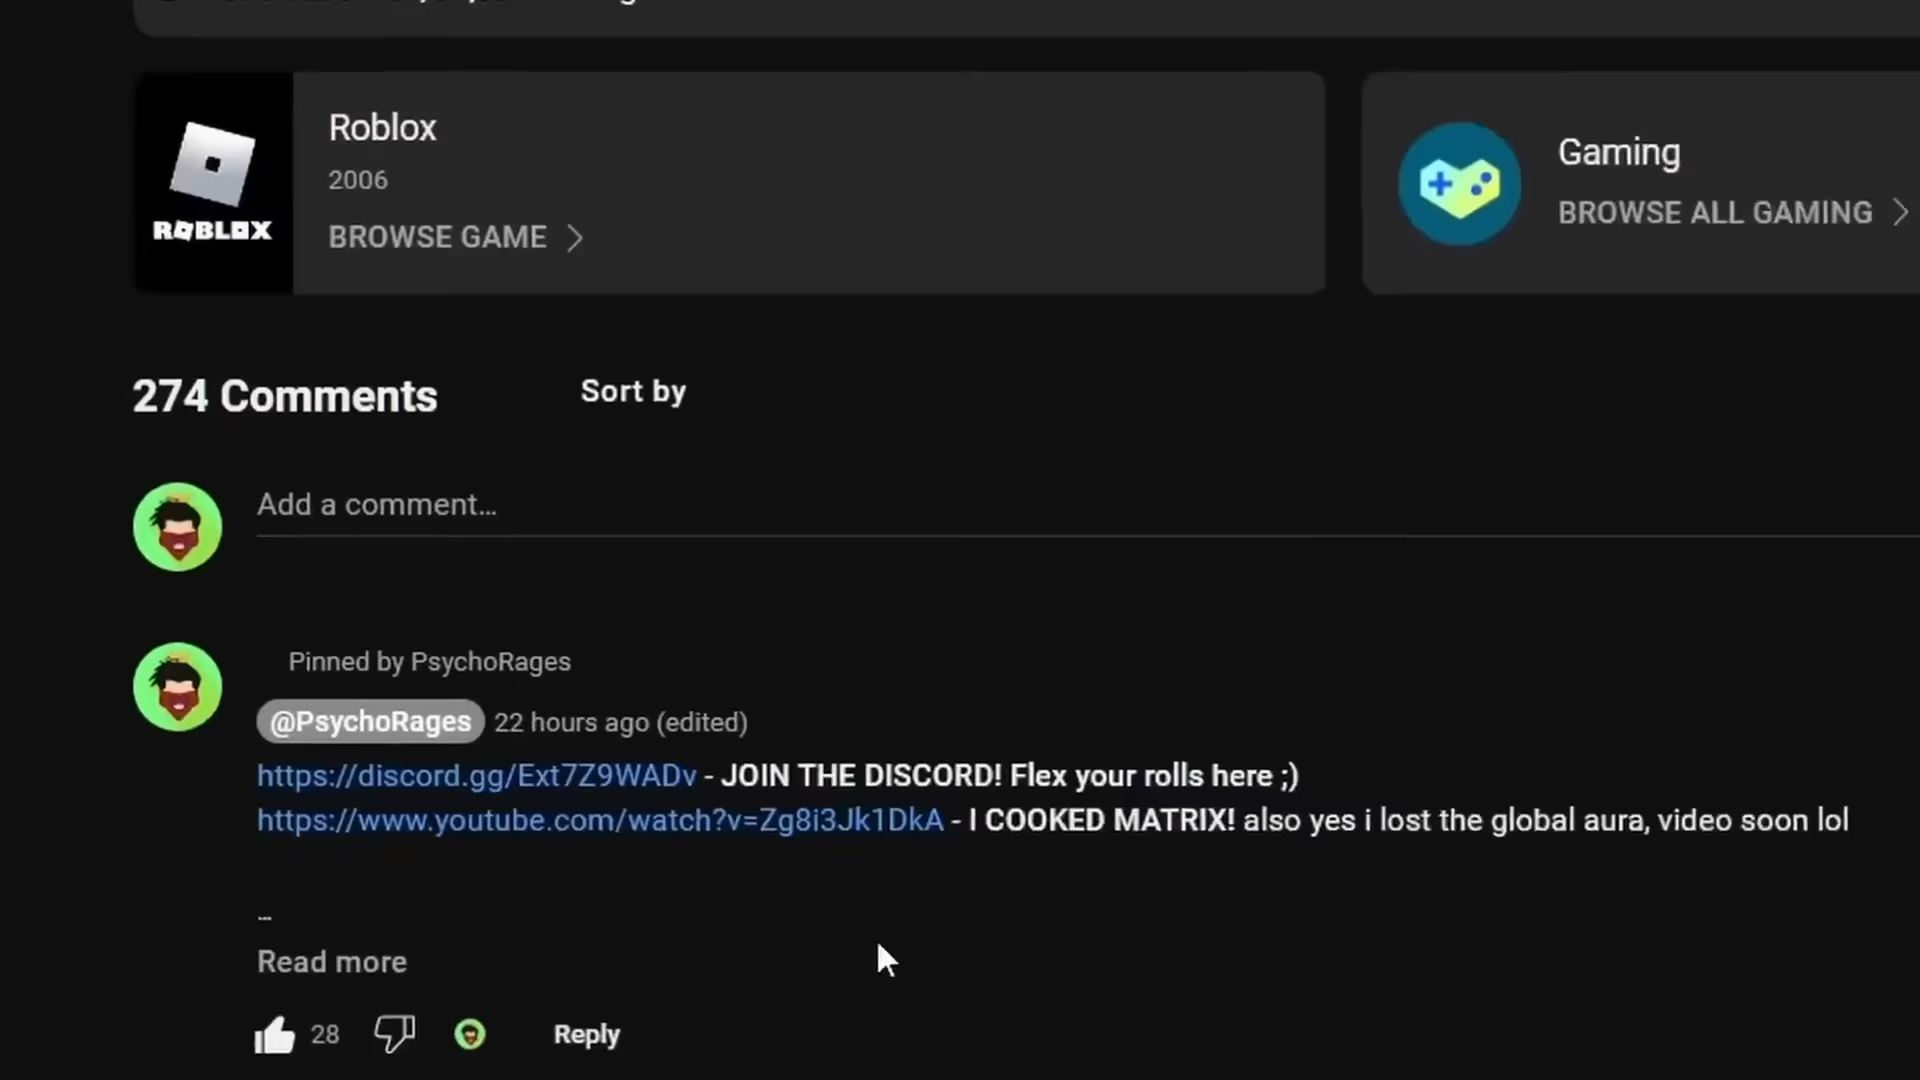 Roblox
2006
BROWSE GAME
ROBLOX
Gaming
BROWSE ALL GAMING
274 Comments
Sort by
Add a comment...
Pinned by PsychoRages
@PsychoRages 22 hours ago (edited)
https://discord.gg/Ext7Z9WADv - JOIN THE DISCORD! Flex your rolls here ;)
https://www.youtube.com/watch?v=Zg8i3Jk1DkA - I COOKED MATRIX! also yes i lost the global aura, video soon lol
...
Read more
28
Reply